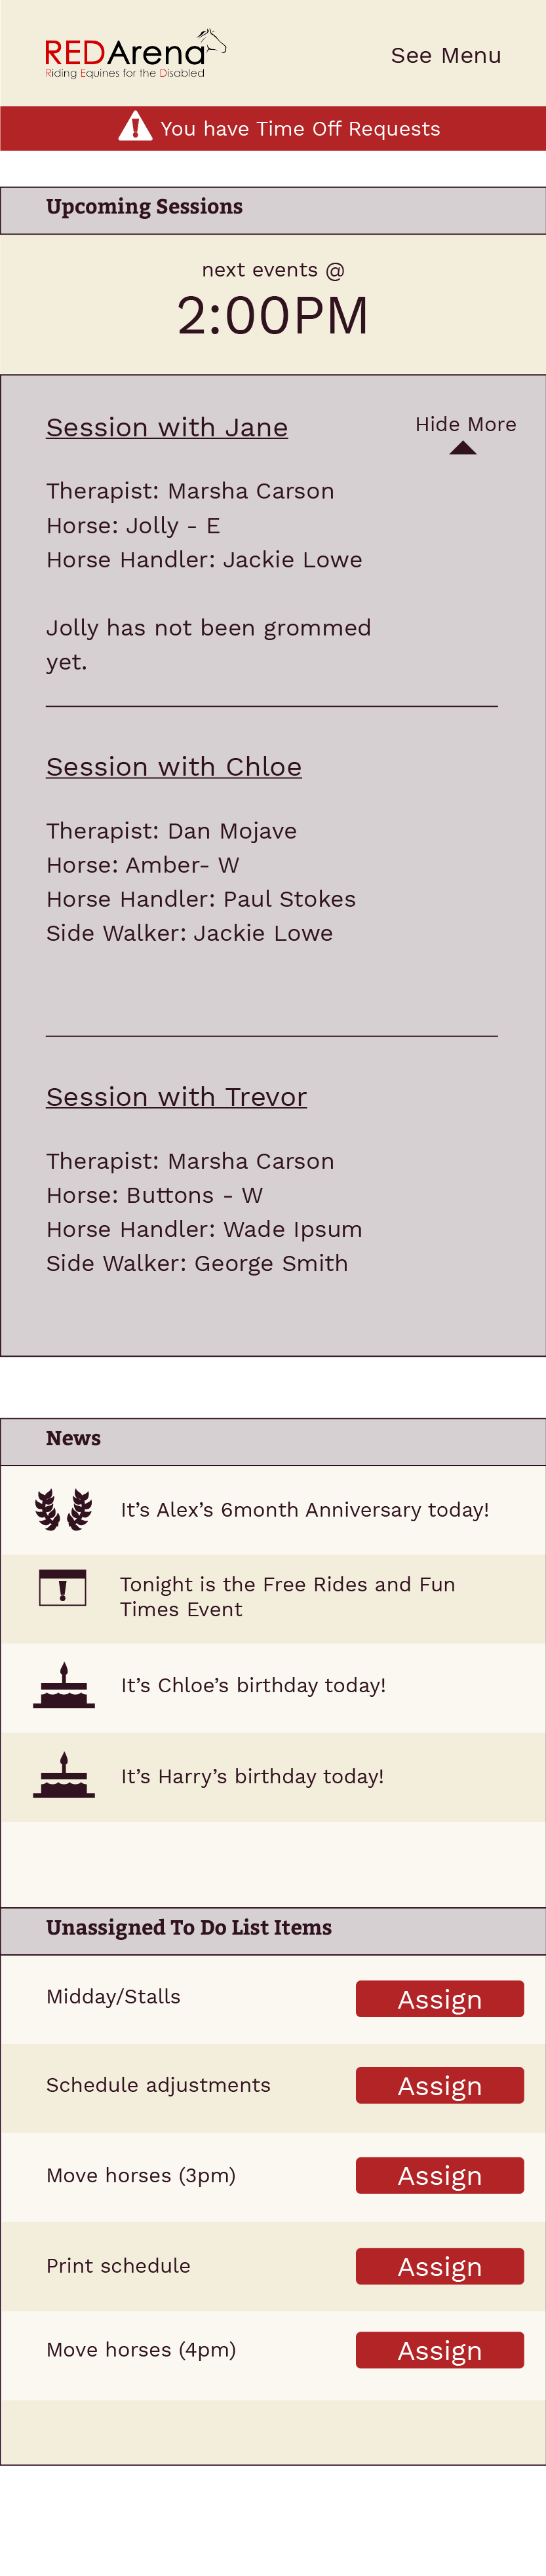 REDArena
Riding Equines for the Disabled
See Menu
You have Time Off Requests
Upcoming Sessions
next events @
2:00PM
Session with Jane
Hide More
Therapist: Marsha Carson
Horse: Jolly - E
Horse Handler: Jackie Lowe
Jolly has not been grommed
yet.
Session with Chloe
Therapist: Dan Mojave
Horse: Amber- W
Horse Handler: Paul Stokes
Side Walker: Jackie Lowe
Session with Trevor
Therapist: Marsha Carson
Horse: Buttons - W
Horse Handler: Wade Ipsum
Side Walker: George Smith
News
It’s Alex’s 6month Anniversary today!
Tonight is the Free Rides and Fun
Times Event
It’s Chloe’s birthday today!
It’s Harry’s birthday today!
Unassigned To Do List Items
Midday/Stalls
Assign
Schedule adjustments
Assign
Move horses (3pm)
Assign
Print schedule
Assign
Move horses (4pm)
Assign